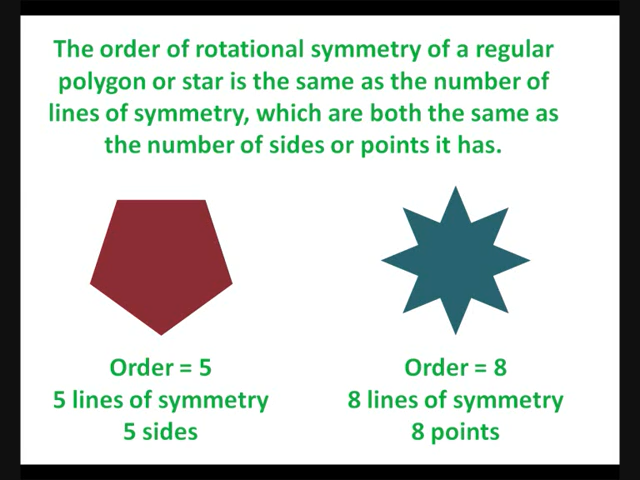 The order of rotational symmetry of a regular
polygon or star is the same as the number of
lines of symmetry, which are both the same as
the number of sides or points it has.
Order = 5
5 lines of symmetry
5 sides
Order = 8
8 lines of symmetry
8 points